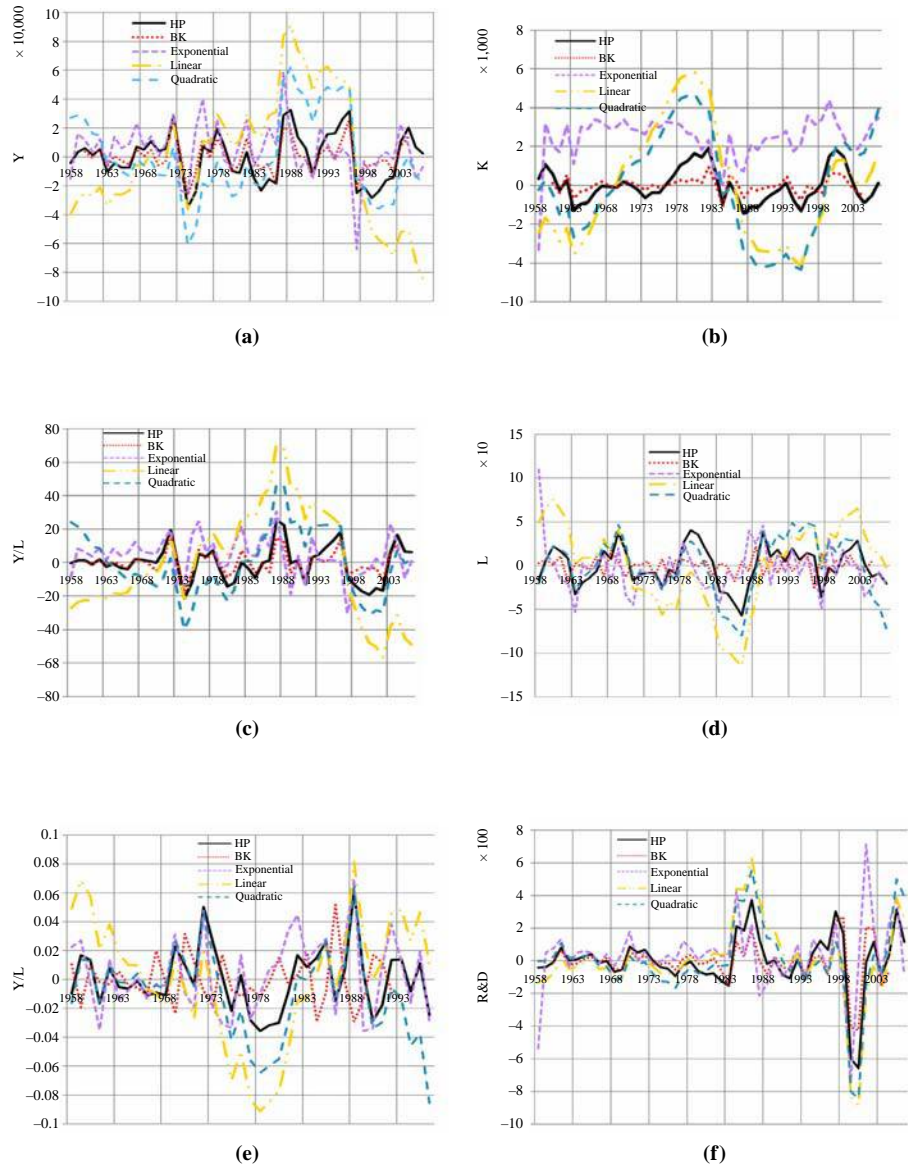 × 10,000
Y
10
8
6
4
2
0
–2
–4
–6
–8
–10
HP
BK
Exponential
Linear
Quadratic
1958 1963 1968 1973 1978 1983 1988 1993 1998 2003
(a)
× 1,000
K
8
6
4
2
0
–2
–4
–10
HP
BK
Exponential
Linear
Quadratic
1958 1963 1968 1973 1978 1983 1988 1993 1998 2003
(b)
Y/L
80
60
40
20
0
–20
–40
–68
–80
HP
BK
Exponential
Linear
Quadratic
1958 1963 1968 1973 1978 1983 1988 1993 1998 2003
(c)
× 10
L
15
10
5
0
–5
–10
–15
HP
BK
Exponential
Linear
Quadratic
1958 1963 1968 1973 1978 1983 1988 1993 1998 2003
(d)
Y/L
0.1
0.08
0.06
0.04
0.02
0
–0.02
–0.04
–0.06
–0.08
–0.1
HP
BK
Exponential
Linear
Quadratic
1958 1963 1968 1973 1978 1983 1988 1993
(e)
× 100
R&D
8
6
4
2
0
–2
–4
–6
–8
–10
HP
BK
Exponential
Linear
Quadratic
1958 1963 1968 1973 1978 1984 1988 1993 1998 2003
(f)